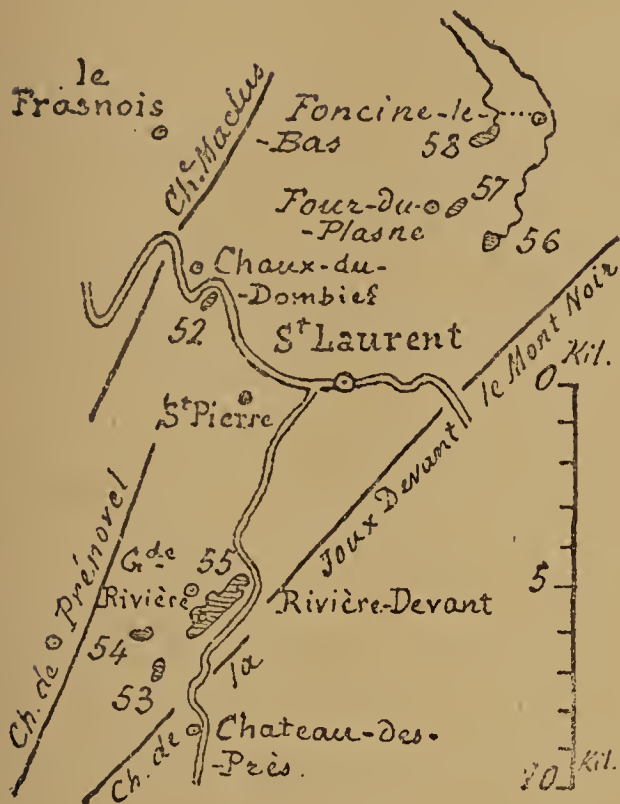 le
Frasnois
Ch.e Maclus
Foncine-le-
-Bas
58
57
Four-du-
-Plasne
56
Chaux-du-
-Dombief
52
St Laurent
le Mont Noir
Kil.
0
St Pierre
Joux Devant
Ch. de Prénovel
Gde
Rivière
55
Rivière-Devant
5
54
53
Ch. de la
Chateau-des-
-Près.
10 Kil.